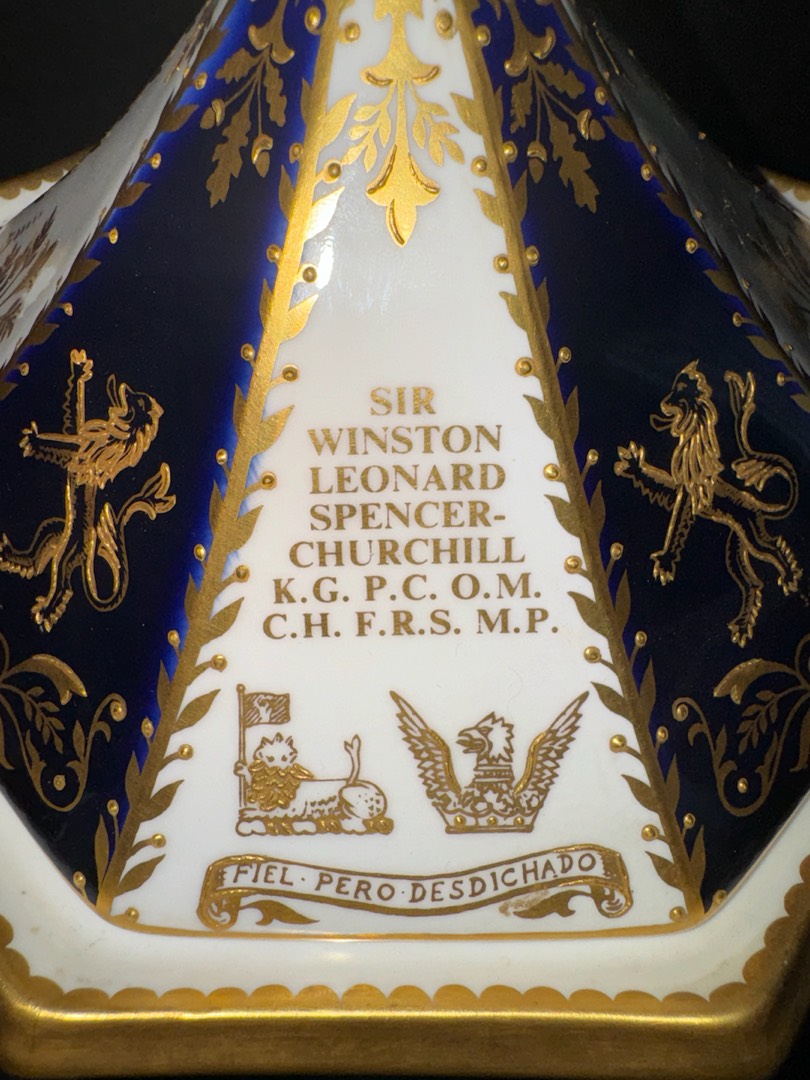 SIR
WINSTON
LEONARD
SPENCER-
CHURCHILL
K.G. P.C. O.M.
C.H. F.R.S. M.P.
FIEL·PERO·DESDICHADO